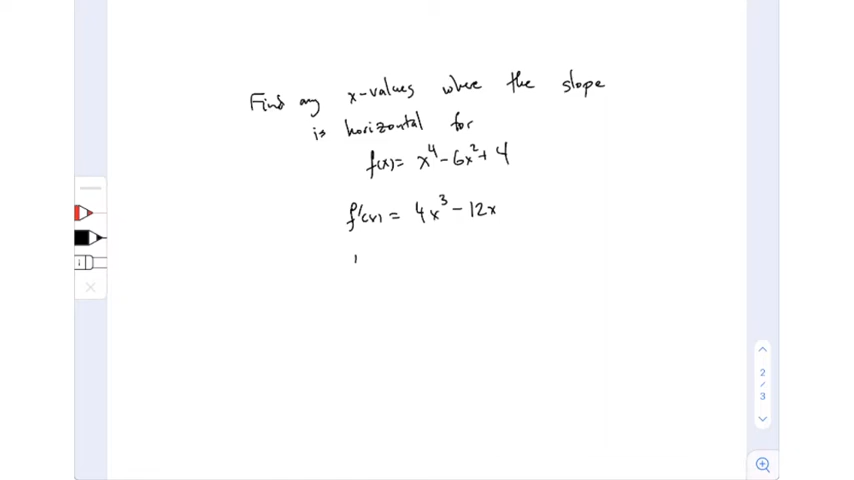 Find any x-values where the slope
is horizontal for
f(x) = x⁴ - 6x² + 4
f'(x) = 4x³ - 12x
2
/
3